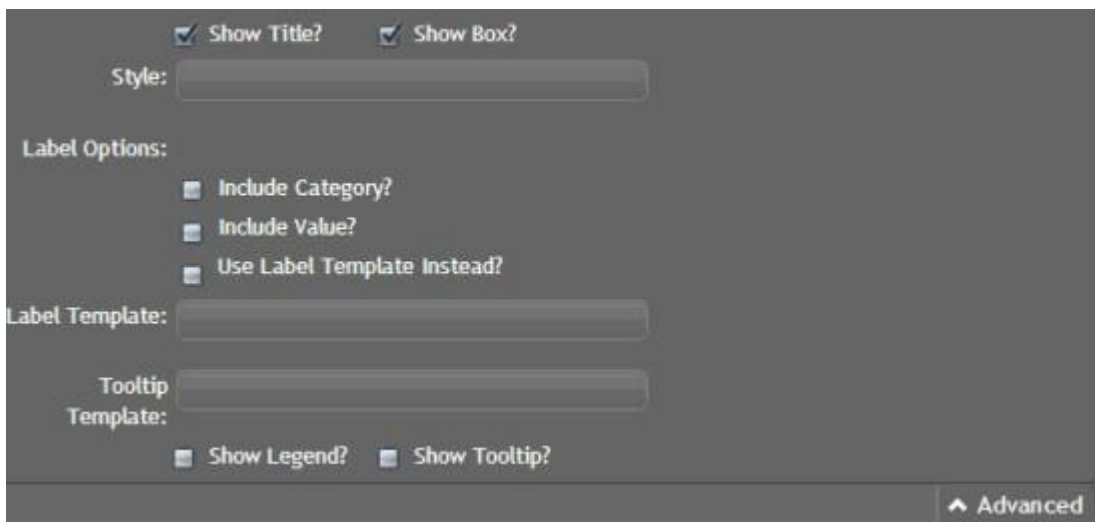 Show Title? Show Box?
Style:
Label Options:
Include Category?
Include Value?
Use Label Template Instead?
Label Template:
Tooltip
Template:
Show Legend? Show Tooltip?
Advanced